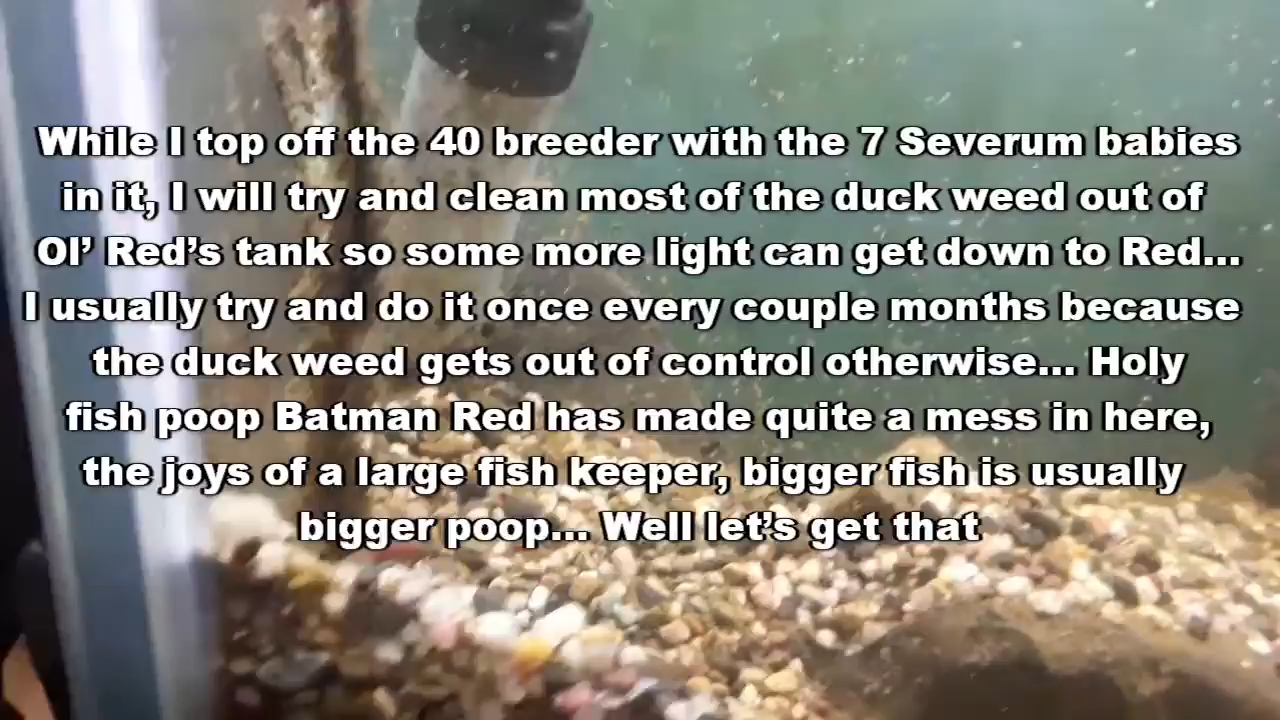 While I top off the 40 breeder with the 7 Severum babies
in it, I will try and clean most of the duck weed out of
Ol’ Red’s tank so some more light can get down to Red...
I usually try and do it once every couple months because
the duck weed gets out of control otherwise... Holy
fish poop Batman Red has made quite a mess in here,
the joys of a large fish keeper, bigger fish is usually
bigger poop... Well let’s get that